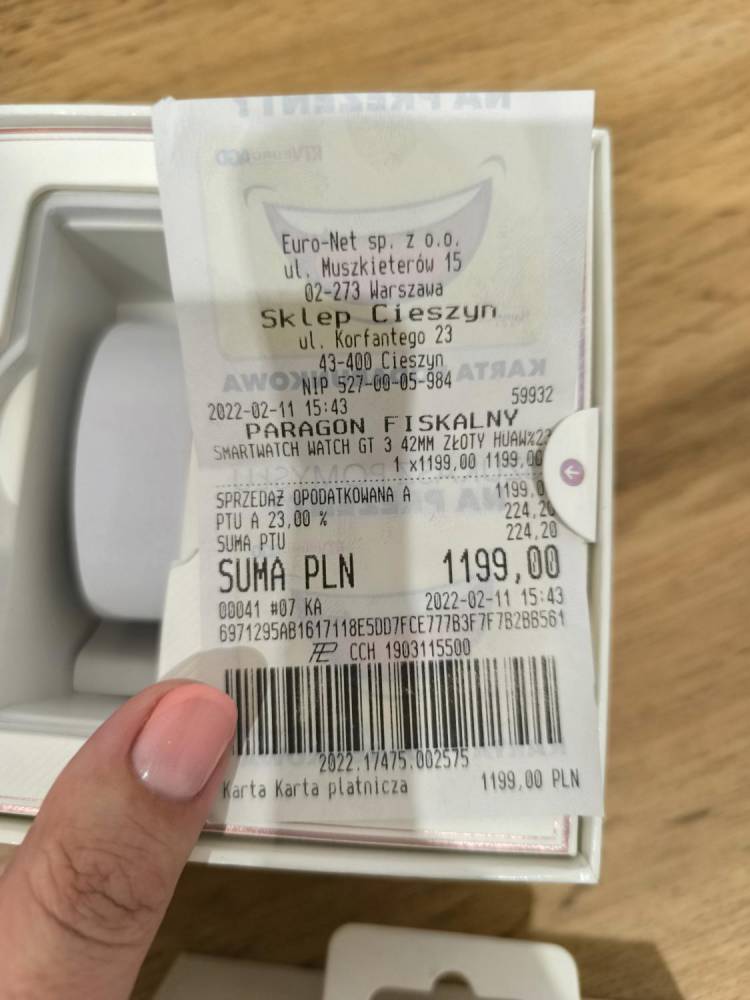 Euro-Net sp. z o.o.
ul. Muszkieterów 15
02-273 Warszawa
Sklep Cieszyn
ul. Korfantego 23
43-400 Cieszyn
NIP 527-00-05-984
2022-02-11 15:43 59932
PARAGON FISKALNY
SMARTWATCH WATCH GT 3 42MM ZŁOTY HUAW%23
1 x1199,00 1199,00
SPRZEDAŻ OPODATKOWANA A 1199,0
PTU A 23,00 % 224,20
SUMA PTU 224,20
SUMA PLN 1199,00
00041 #07 KA 2022-02-11 15:43
6971295AB1617118E5DD7FCE777B3F7F7B2BB561
CCH 1903115500
2022.17475.002575
Karta Karta płatnicza 1199,00 PLN